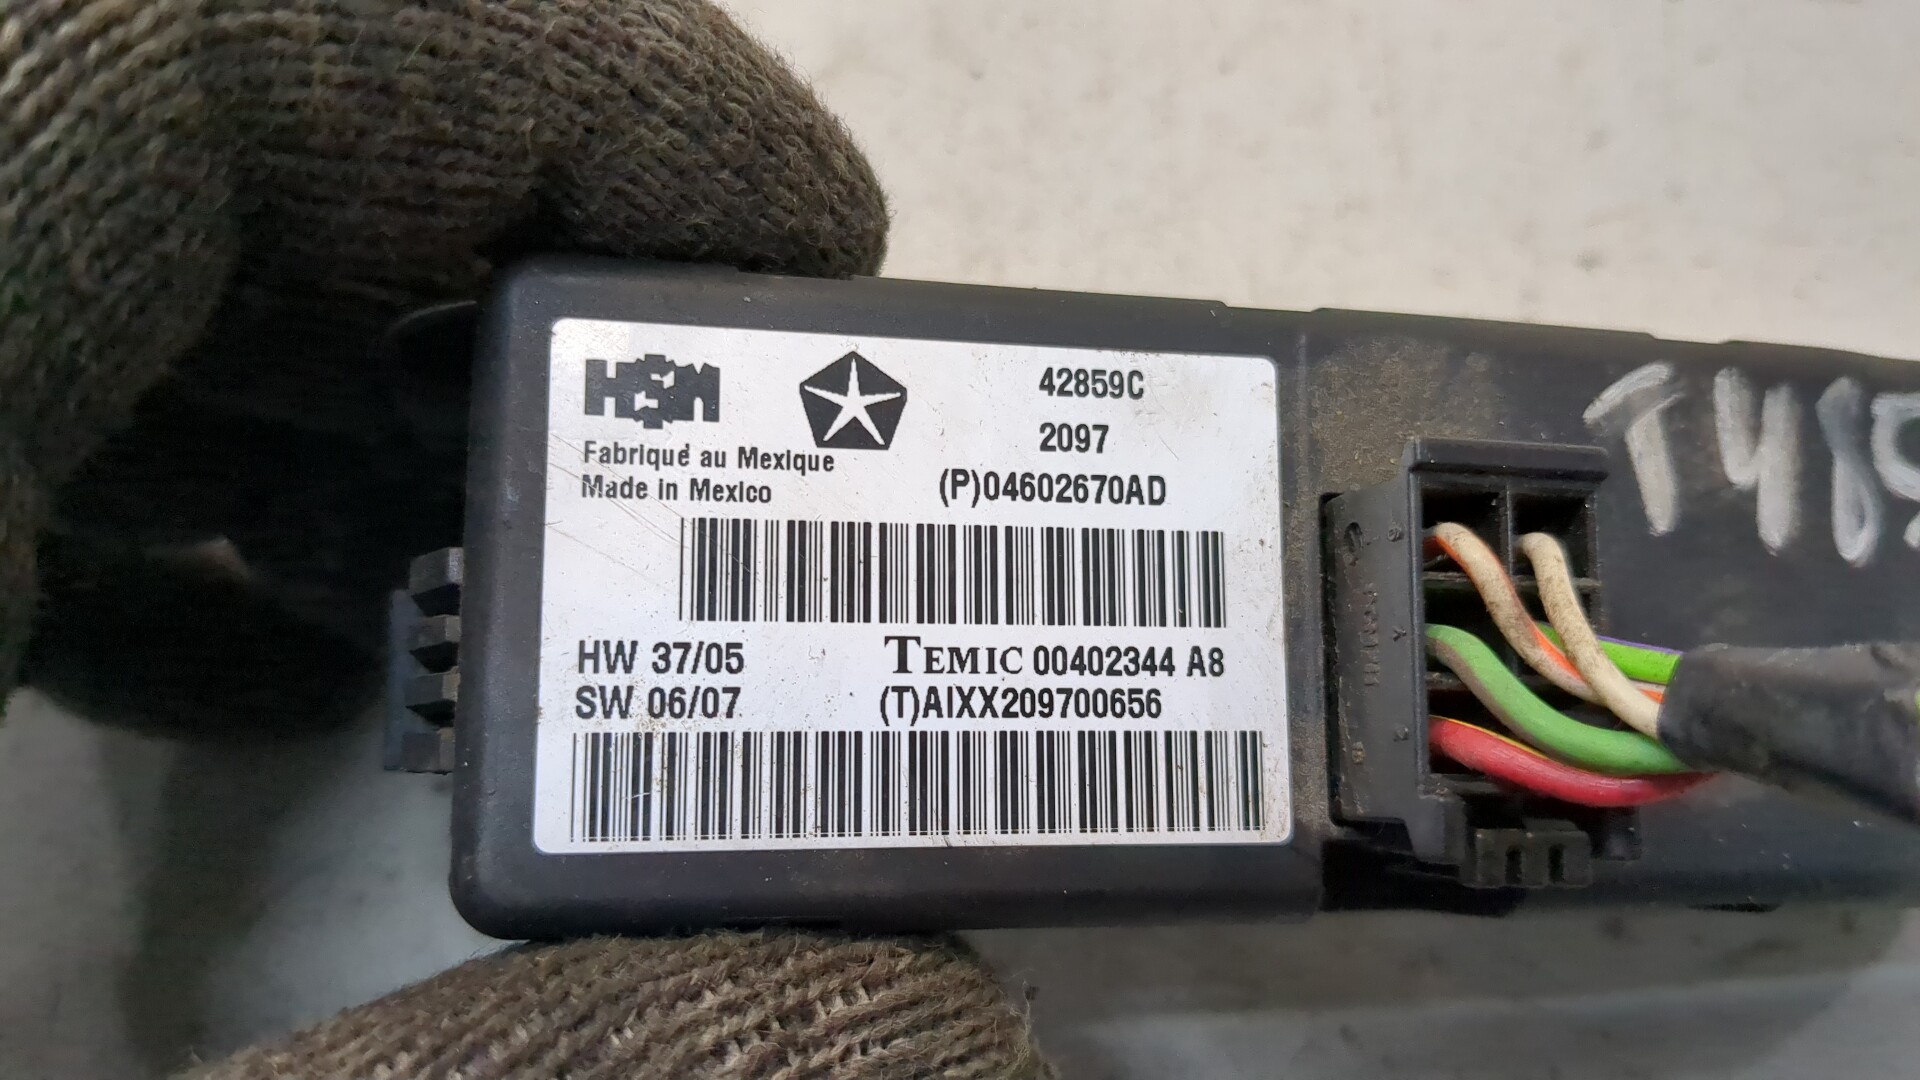 HSM
42859C
2097
Fabriqué au Mexique
Made in Mexico
(P)04602670AD
HW 37/05
TEMIC 00402344 A8
SW 06/07
(T)AIXX209700656